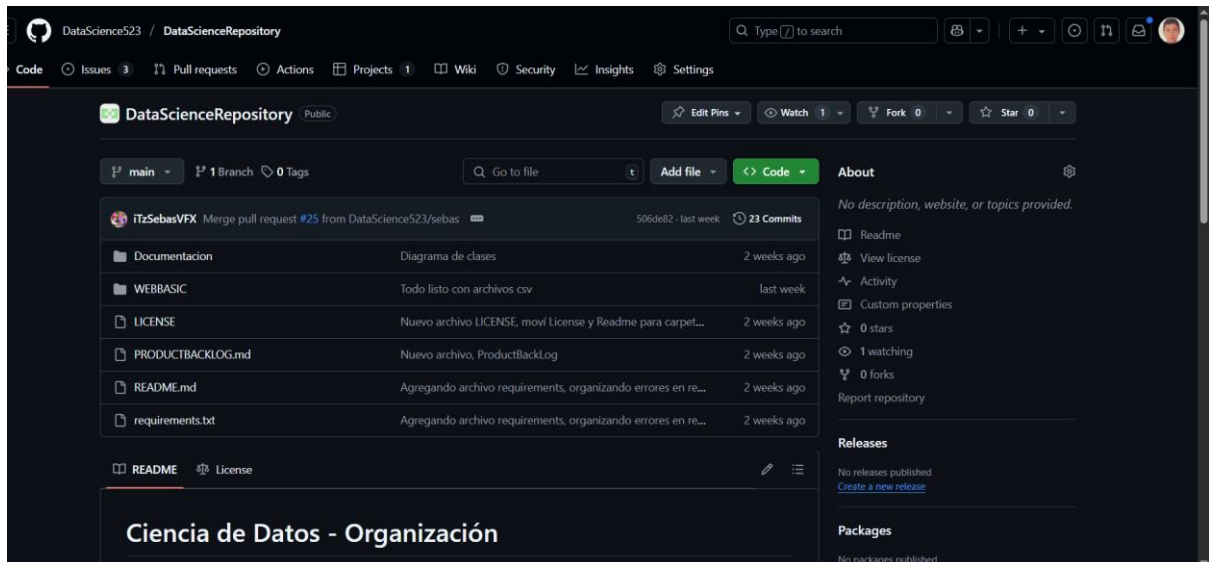 DataScience523 / DataScienceRepository
Type / to search
Code Issues 3 Pull requests Actions Projects 1 Wiki Security Insights Settings
DataScienceRepository Public
Edit Pins Watch 1 Fork 0 Star 0
main 1 Branch 0 Tags
Go to file t Add file <> Code
iTzSebasVFX Merge pull request #25 from DataScience523/sebas
506de82 · last week 23 Commits
Documentacion Diagrama de clases 2 weeks ago
WEBBASIC Todo listo con archivos csv last week
LICENSE Nuevo archivo LICENSE, moví License y Readme para carpet... 2 weeks ago
PRODUCTBACKLOG.md Nuevo archivo, ProductBackLog 2 weeks ago
README.md Agregando archivo requirements, organizando errores en re... 2 weeks ago
requirements.txt Agregando archivo requirements, organizando errores en re... 2 weeks ago
README License
Ciencia de Datos - Organización
About
No description, website, or topics provided.
Readme
View license
Activity
Custom properties
0 stars
1 watching
0 forks
Report repository
Releases
No releases published
Create a new release
Packages
No packages published